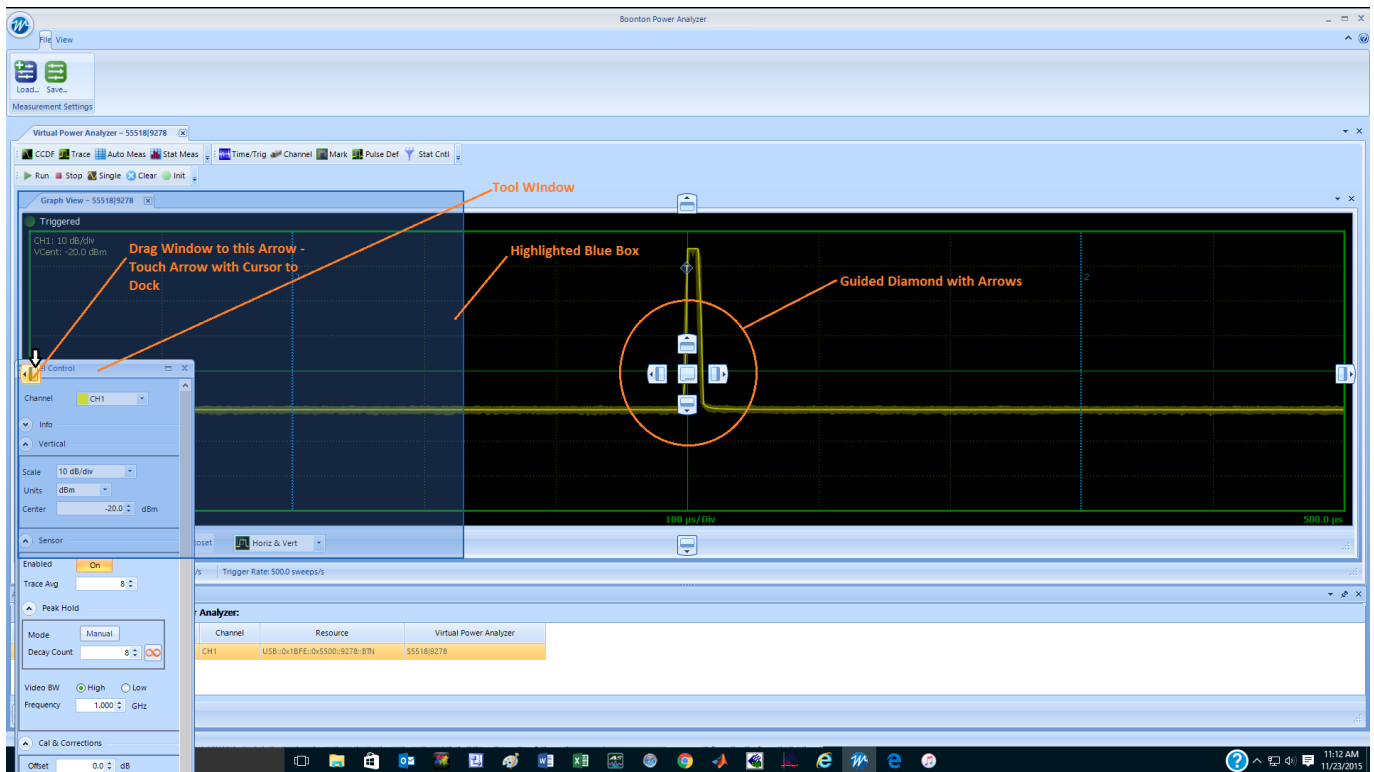 Boonton Power Analyzer
File View
Load... Save...
Measurement Settings
Virtual Power Analyzer – 55518|9278
CCDF Trace Auto Meas Stat Meas Time/Trig Channel Mark Pulse Def Stat Cntl
Run Stop Single Clear Init
Tool WIndow
Graph View – 55518|9278
Triggered
CH1: 10 dB/div
VCent: -20.0 dBm
Drag Window to this Arrow -
Touch Arrow with Cursor to
Dock
Highlighted Blue Box
Guided Diamond with Arrows
1
2
Control
Channel CH1
Info
Vertical
Scale 10 dB/div
Units dBm
Center -20.0 dBm
100 µs/Div
500.0 µs
Sensor
Horiz & Vert
Enabled On
/s Trigger Rate: 500.0 sweeps/s
Trace Avg 8
Peak Hold
Analyzer:
Mode Manual
Channel Resource Virtual Power Analyzer
Decay Count 8
CH1 USB::0x1BFE::0x5500::9278::BTN 55518|9278
Video BW High Low
Frequency 1.000 GHz
Cal & Corrections
Offset 0.0 dB
11:12 AM
11/23/2015